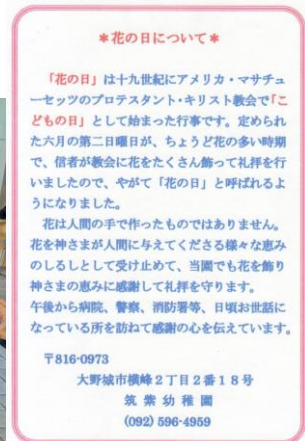 ＊花の日について＊
「花の日」は十九世紀にアメリカ・マサチュ
ーセッツのプロテスタント・キリスト教会で「こ
どもの日」として始まった行事です。定められ
た六月の第二日曜日が、ちょうど花の多い時期
で、信者が教会に花をたくさん飾って礼拝を行
いましたので、やがて「花の日」と呼ばれるよ
うになりました。
花は人間の手で作ったものではありません。
花を神さまが人間に与えてくださる様々な恵み
のしるしとして受け止めて、当園でも花を飾り
神さまの恵みに感謝して礼拝を守ります。
午後から病院、警察、消防署等、日頃お世話に
なっている所を訪ねて感謝の心を伝えています。
〒816-0973
大野城市横峰２丁目２番１８号
筑紫幼稚園
(092) 596-4959